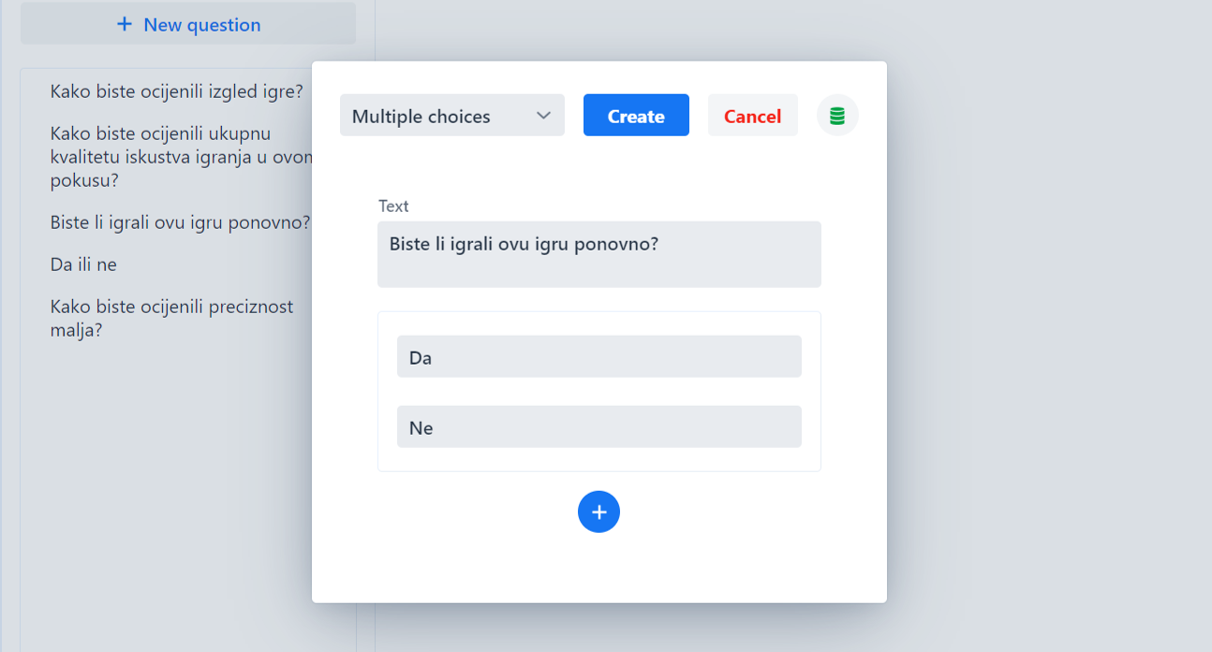 New question
Kako biste ocijenili izgled igre?
Kako biste ocijenili ukupnu
kvalitetu iskustva igranja u
pokusu?
Biste li igrali ovu igru ponovno?
Da ili ne
Kako biste ocijenili preciznost
malja?
Multiple choices
Create
Cancel
Text
Biste li igrali ovu igru ponovno?
Da
Ne